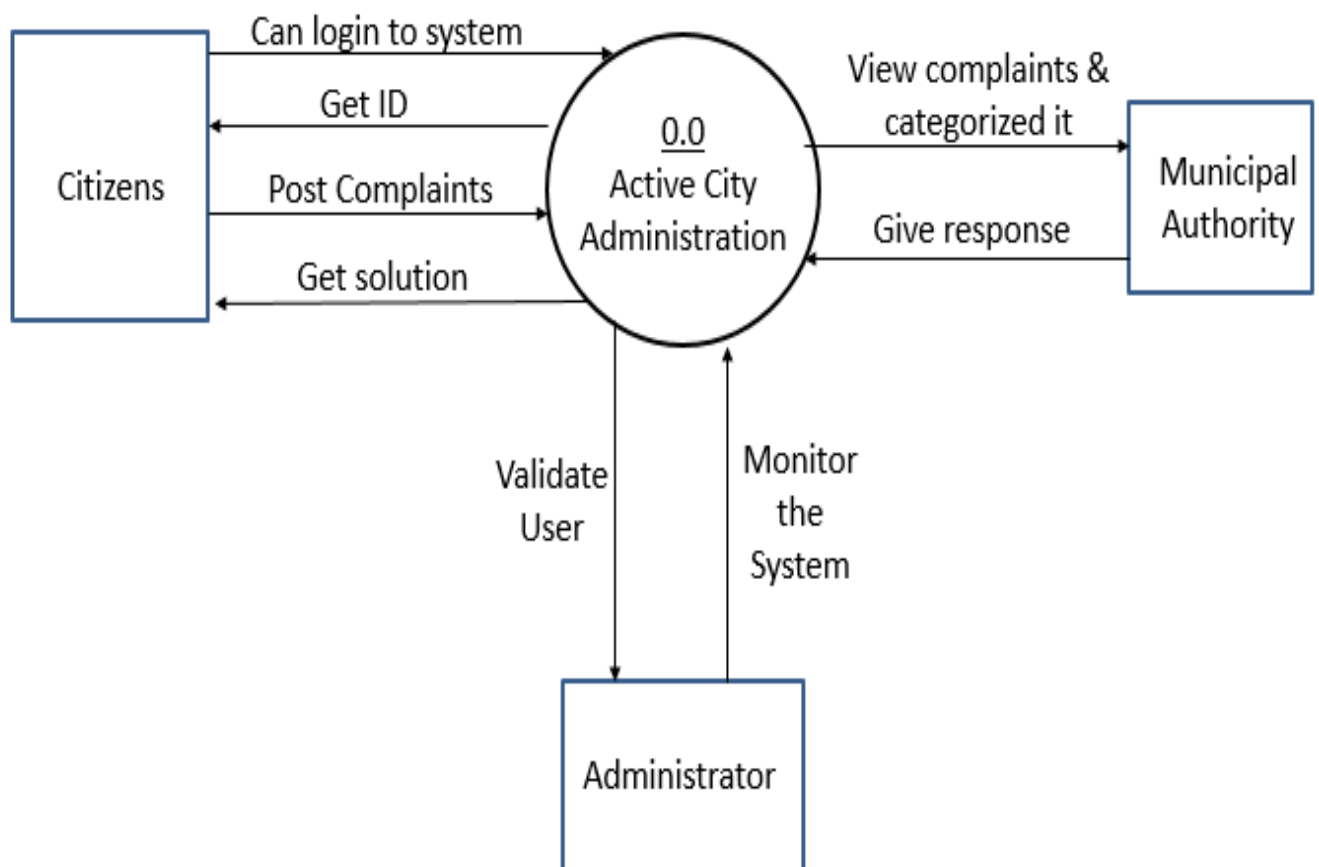 Can login to system
Get ID
Citizens
Post Complaints
Get solution
0.0
Active City
Administration
View complaints &
categorized it
Municipal
Authority
Give response
Validate
User
Monitor
the
System
Administrator